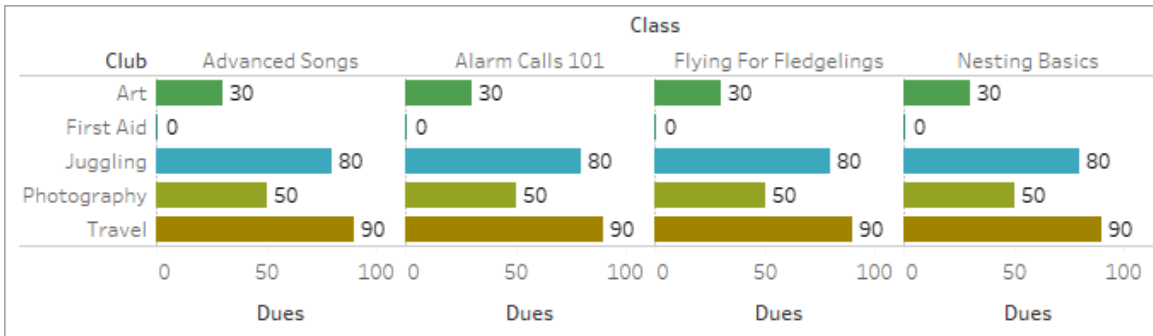 Class
Club Advanced Songs Alarm Calls 101 Flying For Fledgelings Nesting Basics
Art 30 30 30 30
First Aid 0 0 0 0
Juggling 80 80 80 80
Photography 50 50 50 50
Travel 90 90 90 90
0 50 100 0 50 100 0 50 100 0 50 100
Dues Dues Dues Dues